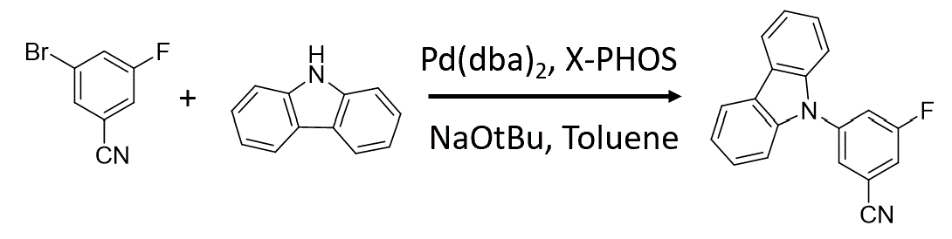 Br
F
CN
+
H
N
Pd(dba)₂, X-PHOS
NaOtBu, Toluene
N
F
CN